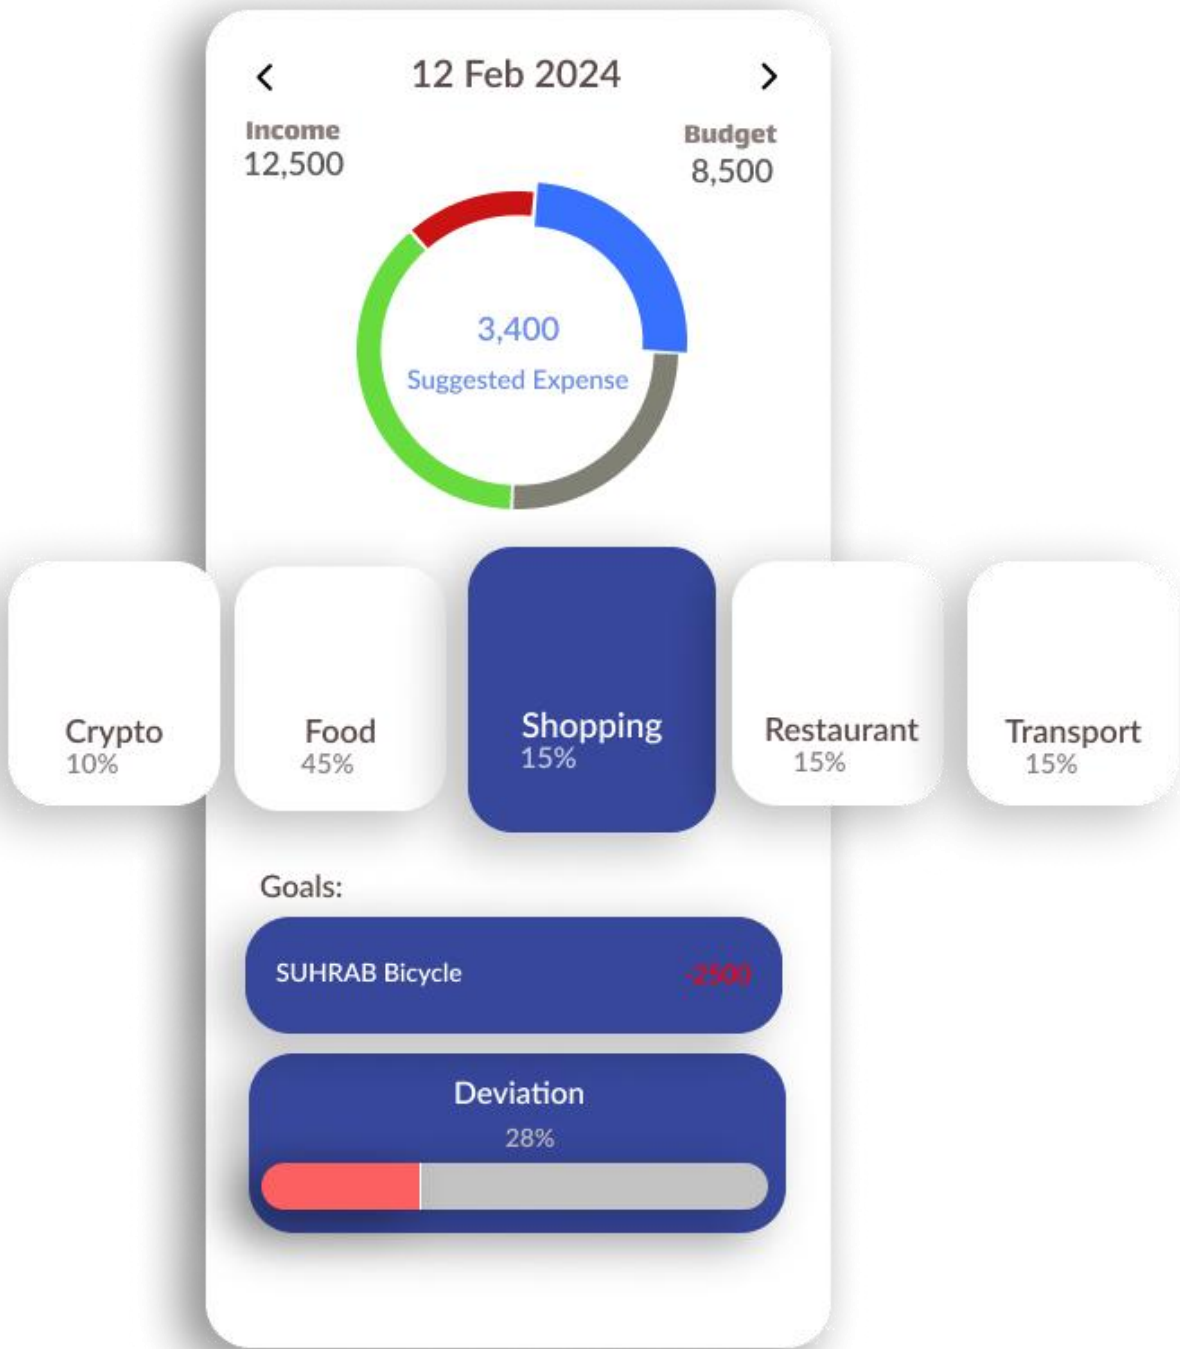 12 Feb 2024
Income
12,500
Budget
8,500
3,400
Suggested Expense
Crypto
10%
Food
45%
Shopping
15%
Restaurant
15%
Transport
15%
Goals:
SUHRAB Bicycle -2500
Deviation
28%